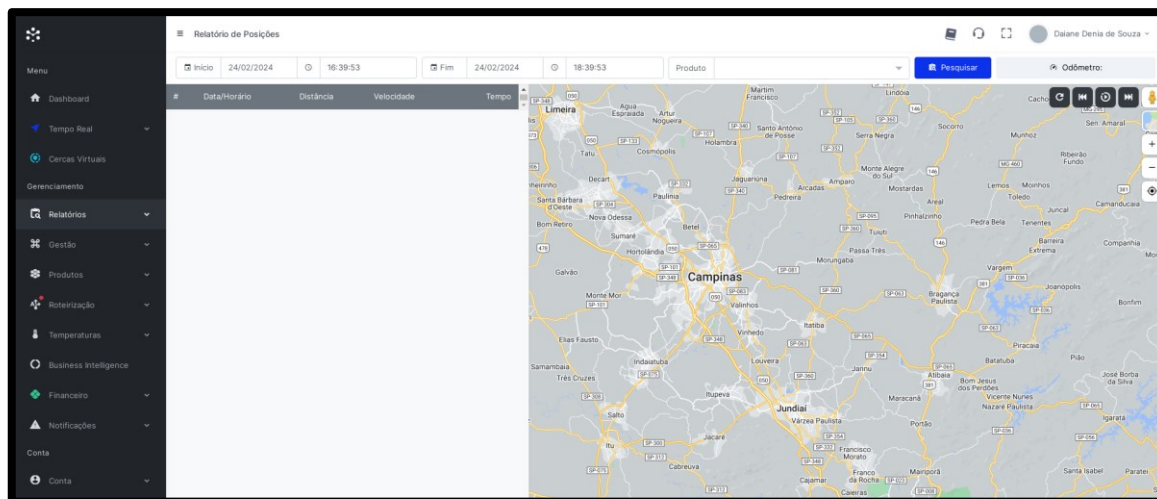 Relatório de Posições
Daiane Denia de Souza
Menu
Dashboard
Tempo Real
Cercas Virtuais
Gerenciamento
Relatórios
Gestão
Produtos
Roteirização
Temperaturas
Business Intelligence
Financeiro
Notificações
Conta
Conta
Início 24/02/2024 16:39:53 Fim 24/02/2024 18:39:53 Produto Pesquisar Odômetro:
# Data/Horário Distância Velocidade Tempo
Limeira
Agua Espraiada
Artur Nogueira
Martim Francisco
Lindóia
Santo Antônio de Posse
Serra Negra
Socorro
Munhoz
Sen. Amaral
Holambra
Tatu
Cosmópolis
Monte Alegre do Sul
Ribeirão Fundo
Decart
Jaguariúna
Amparo
Arcadas
Mostardas
Lemos
Moinhos
Toledo
Santa Bárbara d'Oeste
Paulínia
Pedreira
Areal
Camanducaia
Nova Odessa
Pinhalzinho
Juncal
Pedra Bela
Tenentes
Bom Retiro
Betel
Tuiuti
Sumaré
Barreira
Extrema
Companhia
Hortolândia
Passa Três
Morungaba
Galvão
Campinas
Vargem
Joanópolis
Monte Mor
Valinhos
Bragança Paulista
Bomfim
Itatiba
Vinhedo
Elias Fausto
Piracaia
Samambaia
Indaiatuba
Louveira
Jarinu
Batatuba
Pião
Três Cruzes
Atibaia
Bom Jesus dos Perdões
José Borba da Silva
Itupeva
Maracanã
Vicente Nunes
Nazaré Paulista
Jundiaí
Salto
Várzea Paulista
Portão
Igaratá
Itu
Jacaré
Francisco Morato
Cabreúva
Franco da Rocha
Mairiporã
Santa Isabel
Cajamar
Caieiras